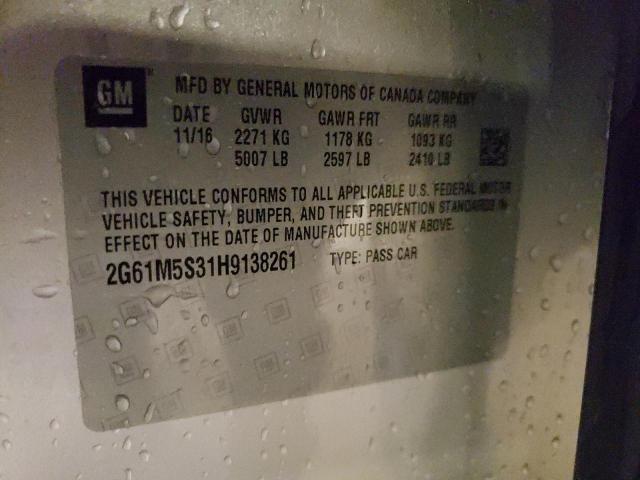 GM
MFD BY GENERAL MOTORS OF CANADA COMPANY
DATE GVWR GAWR FRT GAWR RR
11/16 2271 KG 1178 KG 1093 KG
5007 LB 2597 LB 2410 LB
THIS VEHICLE CONFORMS TO ALL APPLICABLE U.S. FEDERAL MOTOR
VEHICLE SAFETY, BUMPER, AND THEFT PREVENTION STANDARDS IN
EFFECT ON THE DATE OF MANUFACTURE SHOWN ABOVE.
2G61M5S31H9138261 TYPE: PASS CAR